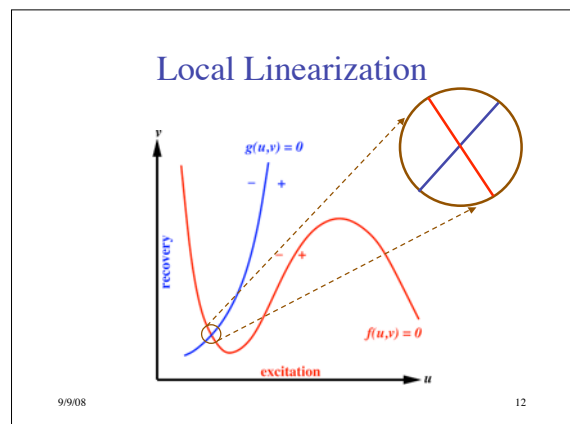 Local Linearization
v
g(u,v) = 0
– +
recovery
– +
f(u,v) = 0
excitation
u
9/9/08
12